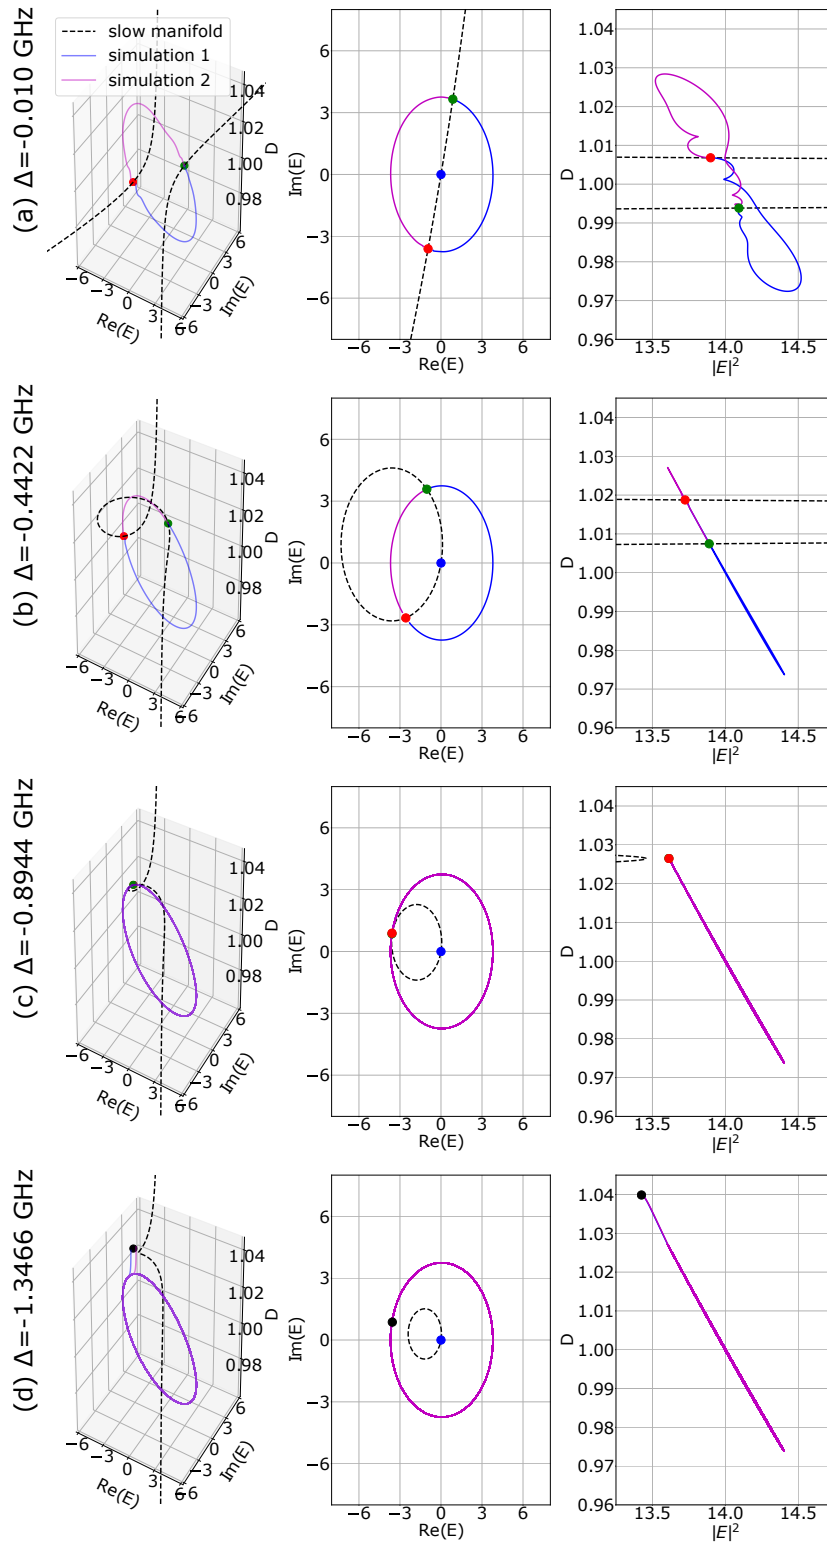 (a) Δ=-0.010 GHz
slow manifold
simulation 1
simulation 2
1.04
1.02
1.00
0.98
D
−6
−3
0
3
6
Re(E)
−6
−3
0
3
6
Im(E)
6
3
0
−3
−6
Im(E)
−6 −3 0 3
Re(E)
1.04
1.03
1.02
1.01
1.00
0.99
0.98
0.97
0.96
D
13.5 14.0 14.5
|E|²
(b) Δ=-0.4422 GHz
1.04
1.02
1.00
0.98
D
−6
−3
0
3
6
Re(E)
−6
−3
0
3
6
Im(E)
6
3
0
−3
−6
Im(E)
−6 −3 0 3
Re(E)
1.04
1.03
1.02
1.01
1.00
0.99
0.98
0.97
0.96
D
13.5 14.0 14.5
|E|²
(c) Δ=-0.8944 GHz
1.04
1.02
1.00
0.98
D
−6
−3
0
3
6
Re(E)
−6
−3
0
3
6
Im(E)
6
3
0
−3
−6
Im(E)
−6 −3 0 3
Re(E)
1.04
1.03
1.02
1.01
1.00
0.99
0.98
0.97
0.96
D
13.5 14.0 14.5
|E|²
(d) Δ=-1.3466 GHz
1.04
1.02
1.00
0.98
D
−6
−3
0
3
6
Re(E)
−6
−3
0
3
6
Im(E)
6
3
0
−3
−6
Im(E)
−6 −3 0 3
Re(E)
1.04
1.03
1.02
1.01
1.00
0.99
0.98
0.97
0.96
D
13.5 14.0 14.5
|E|²